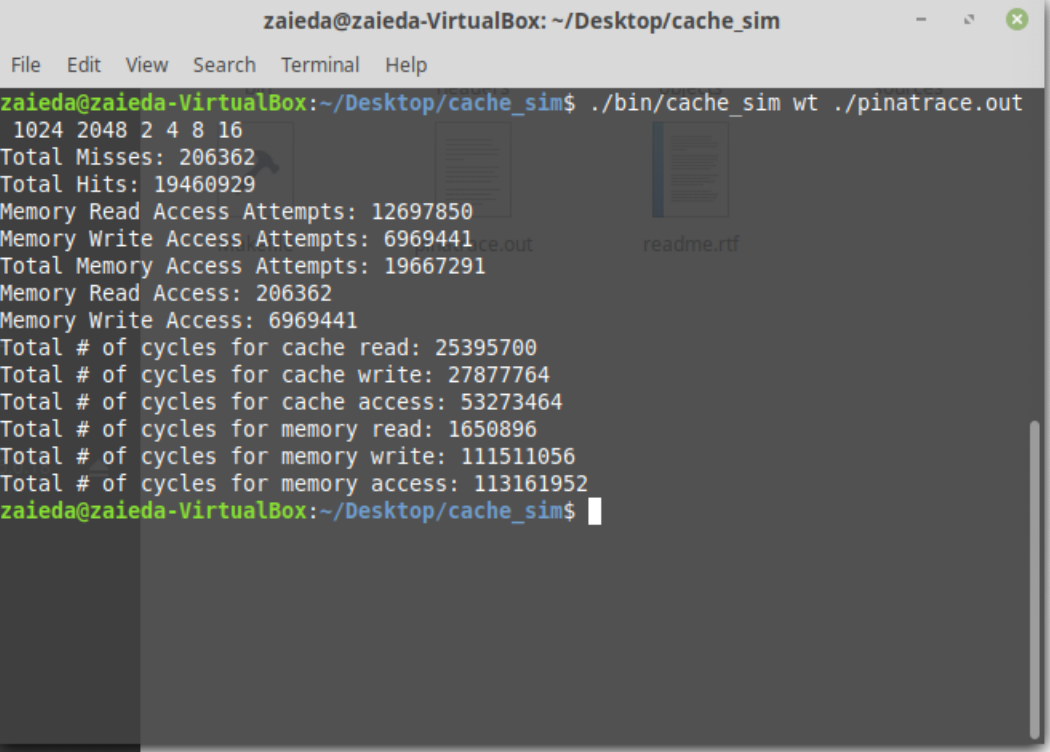 zaieda@zaieda-VirtualBox: ~/Desktop/cache_sim
File Edit View Search Terminal Help
zaieda@zaieda-VirtualBox:~/Desktop/cache_sim$ ./bin/cache_sim wt ./pinatrace.out
1024 2048 2 4 8 16
Total Misses: 206362
Total Hits: 19460929
Memory Read Access Attempts: 12697850
Memory Write Access Attempts: 6969441
pinatrace.out
readme.rtf
Total Memory Access Attempts: 19667291
Memory Read Access: 206362
Memory Write Access: 6969441
Total # of cycles for cache read: 25395700
Total # of cycles for cache write: 27877764
Total # of cycles for cache access: 53273464
Total # of cycles for memory read: 1650896
Total # of cycles for memory write: 111511056
Total # of cycles for memory access: 113161952
zaieda@zaieda-VirtualBox:~/Desktop/cache_sim$